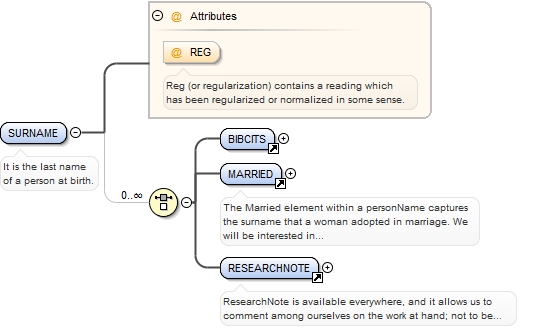 @ Attributes
@ REG
Reg (or regularization) contains a reading which
has been regularized or normalized in some sense.
SURNAME
It is the last name
of a person at birth.
0..∞
BIBCITS
MARRIED
The Married element within a personName captures
the surname that a woman adopted in marriage. We
will be interested in...
RESEARCHNOTE
ResearchNote is available everywhere, and it allows us to
comment among ourselves on the work at hand; not to be...